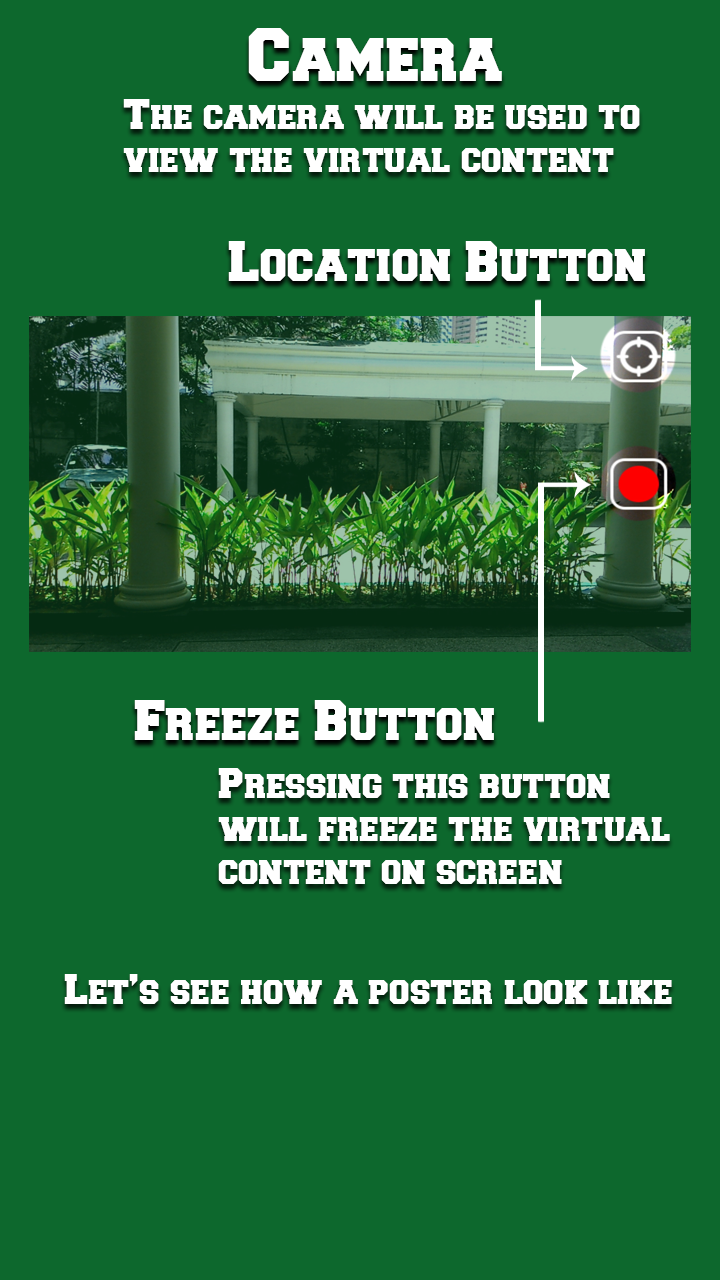 Camera
The camera will be used to
view the virtual content
Location Button
Freeze Button
Pressing this button
will freeze the virtual
content on screen
Let's see how a poster look like